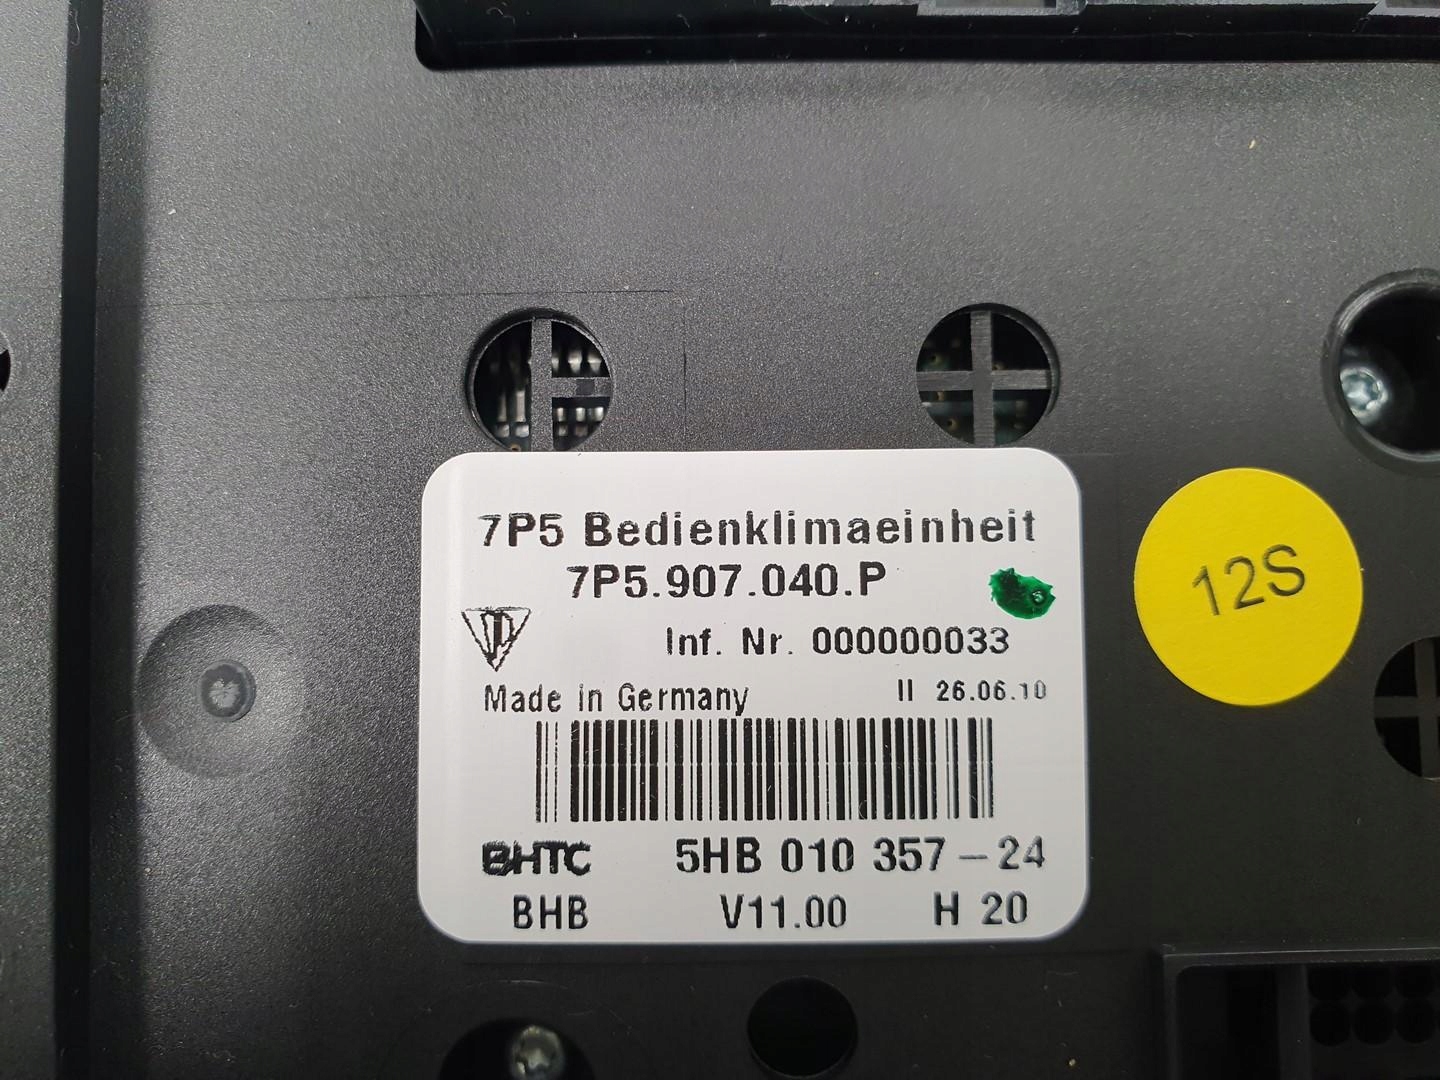 7P5 Bedienklimaeinheit
7P5.907.040.P
Inf. Nr. 000000033
Made in Germany II 26.06.10
BHTC 5HB 010 357 – 24
BHB V11.00 H 20
12S